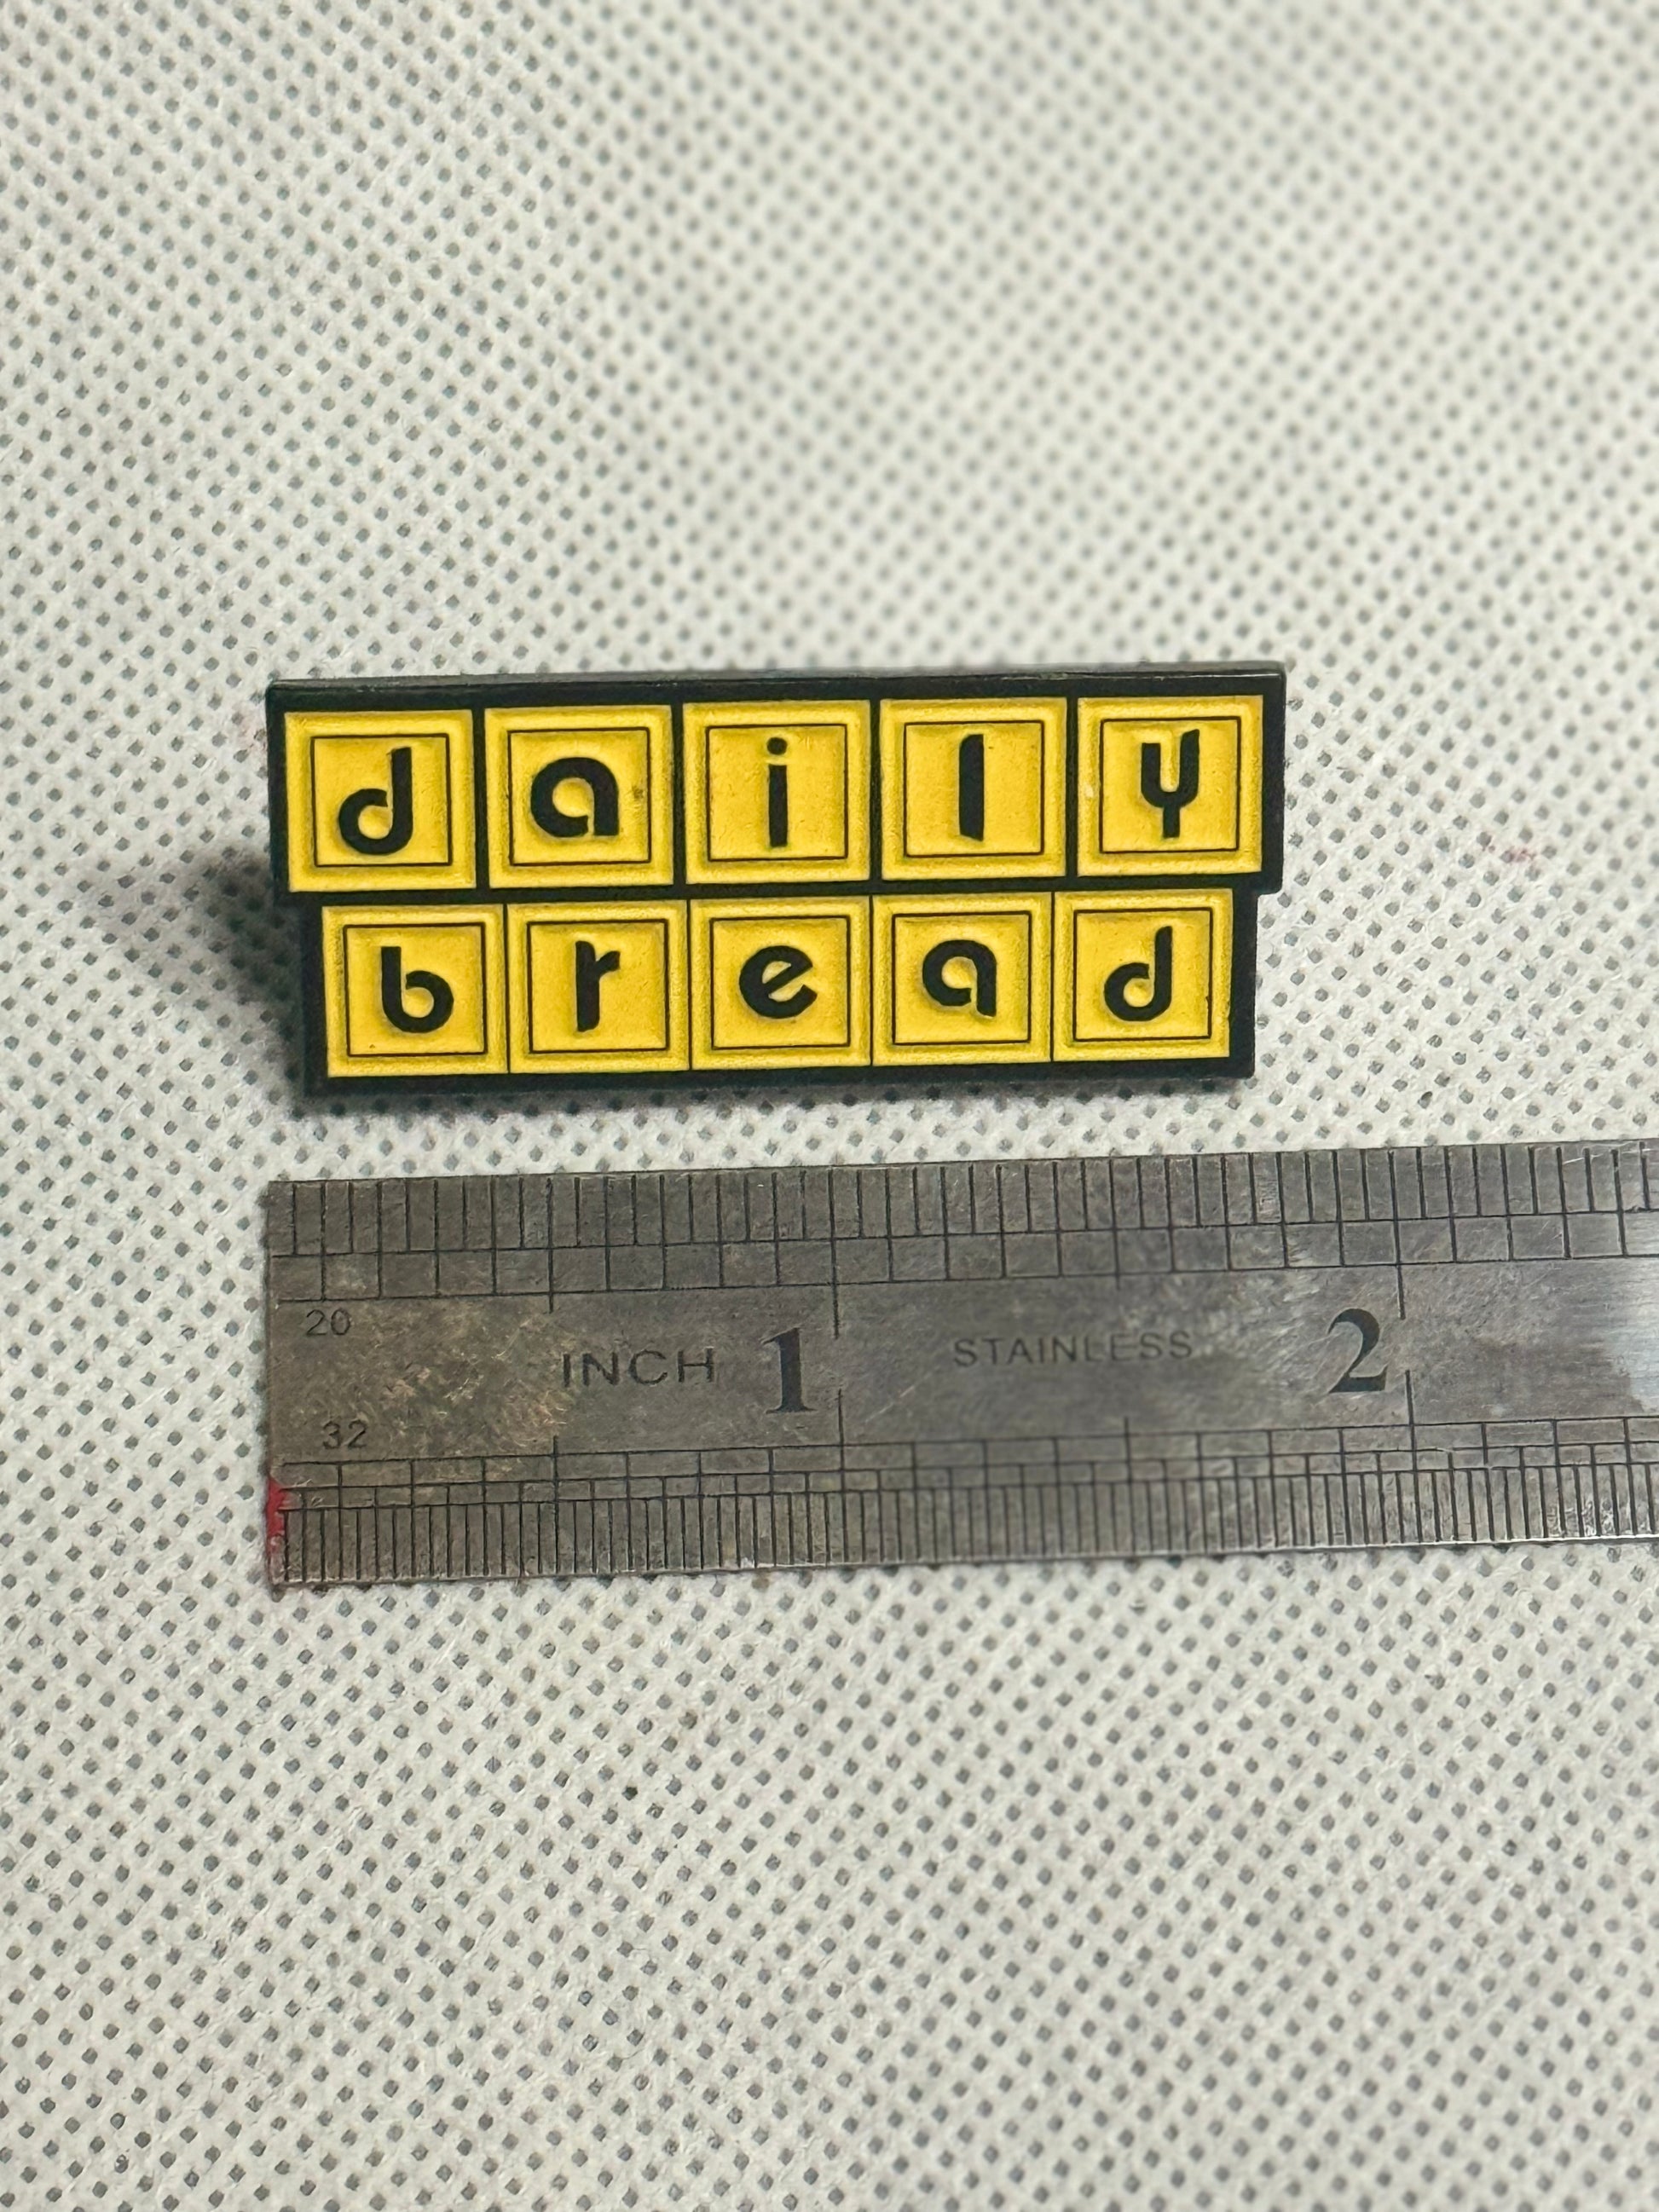 daily
bread
20
INCH 1 STAINLESS 2
32